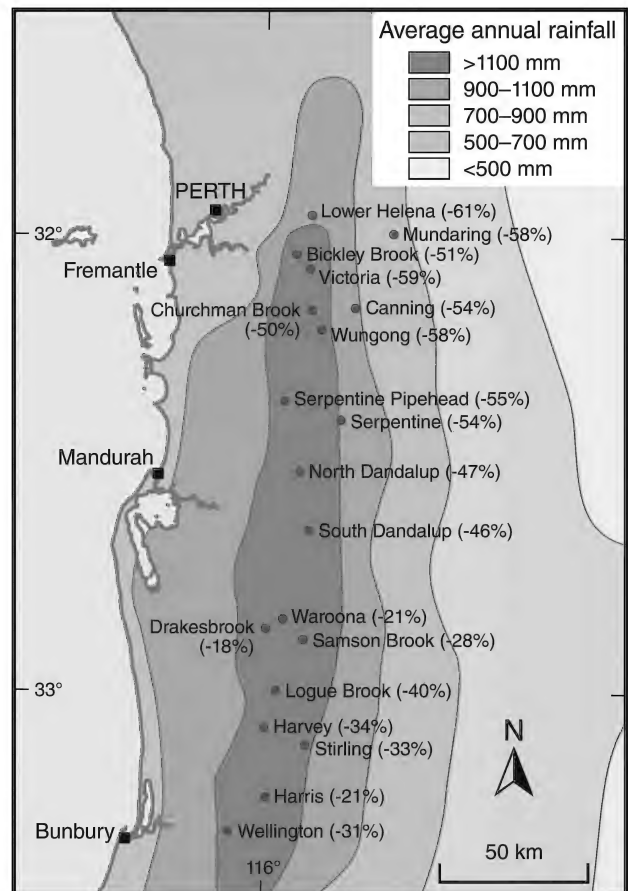 Average annual rainfall
>1100 mm
900–1100 mm
700–900 mm
500–700 mm
<500 mm
PERTH
Lower Helena (-61%)
32°
Mundaring (-58%)
Bickley Brook (-51%)
Fremantle
Victoria (-59%)
Churchman Brook
(-50%)
Canning (-54%)
Wungong (-58%)
Serpentine Pipehead (-55%)
Serpentine (-54%)
Mandurah
North Dandalup (-47%)
South Dandalup (-46%)
Waroona (-21%)
Drakesbrook
(-18%)
Samson Brook (-28%)
33°
Logue Brook (-40%)
Harvey (-34%)
N
Stirling (-33%)
Harris (-21%)
Bunbury
Wellington (-31%)
50 km
116°